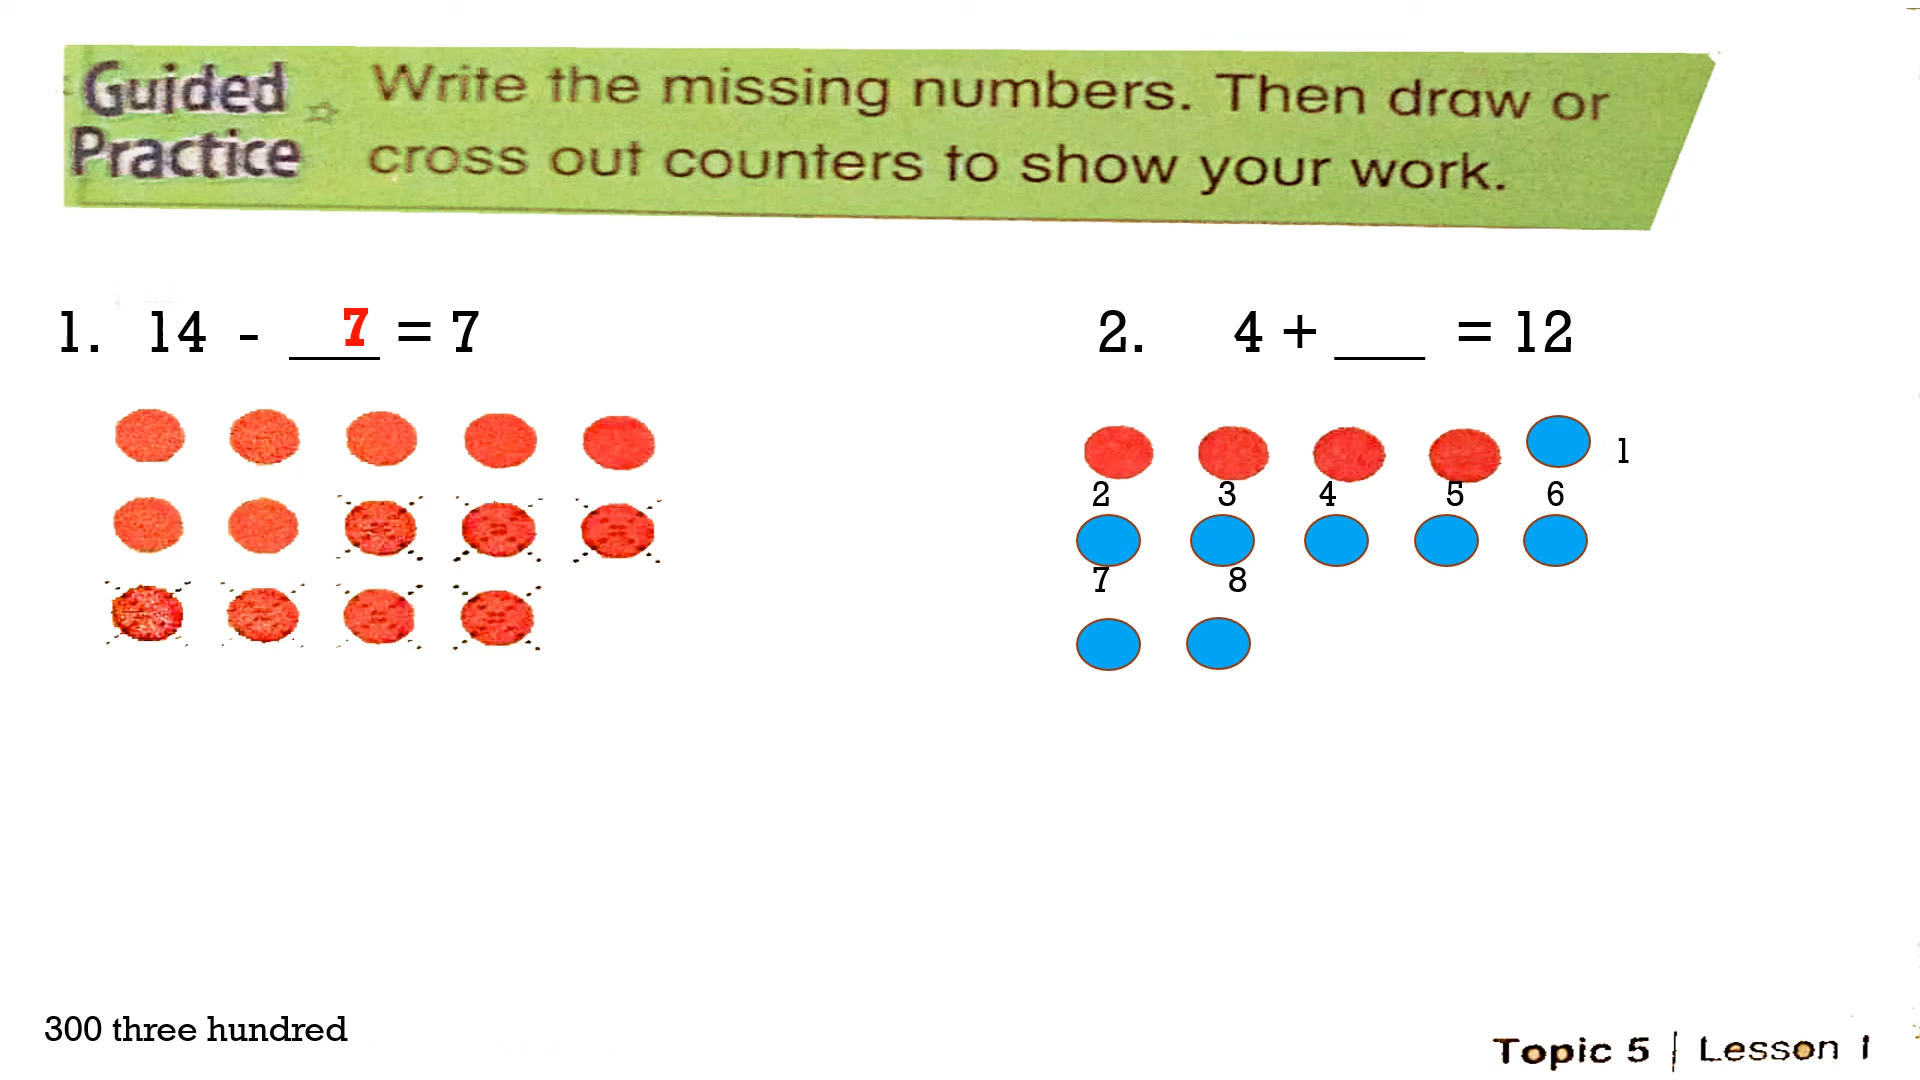 Guided Practice
Write the missing numbers. Then draw or
cross out counters to show your work.
1. 14 - 7 = 7
2. 4 + ___ = 12
1
2 3 4 5 6
7 8
300 three hundred
Topic 5 | Lesson 1